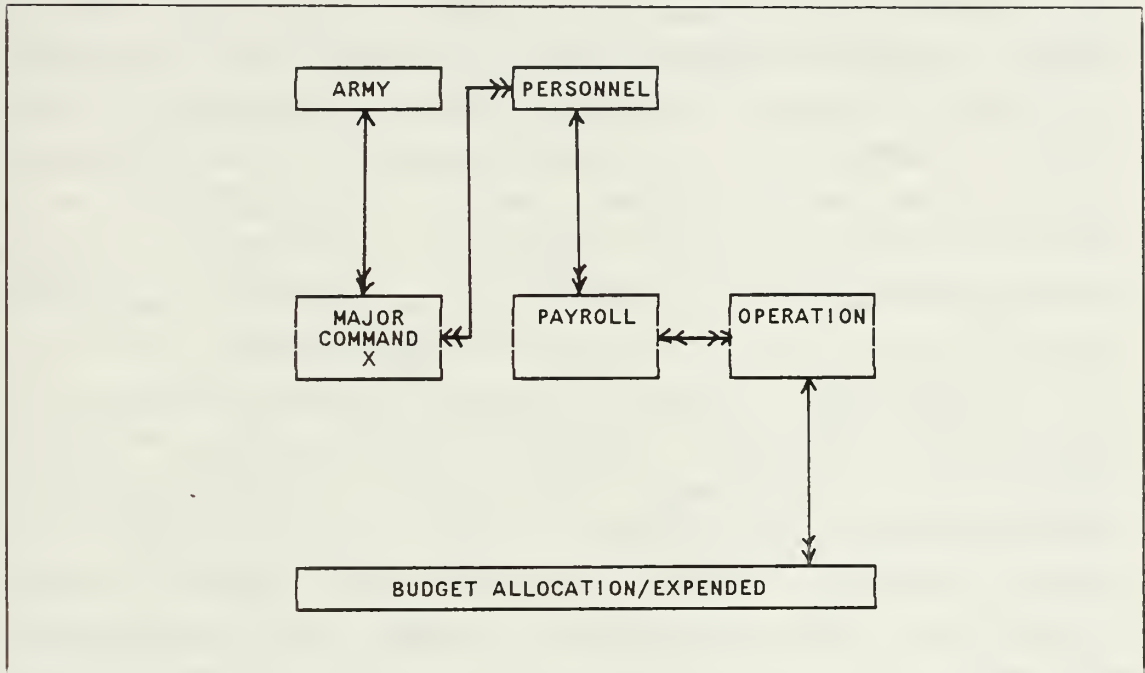 ARMY
PERSONNEL
MAJOR
COMMAND
X
PAYROLL
OPERATION
BUDGET ALLOCATION/EXPENDED